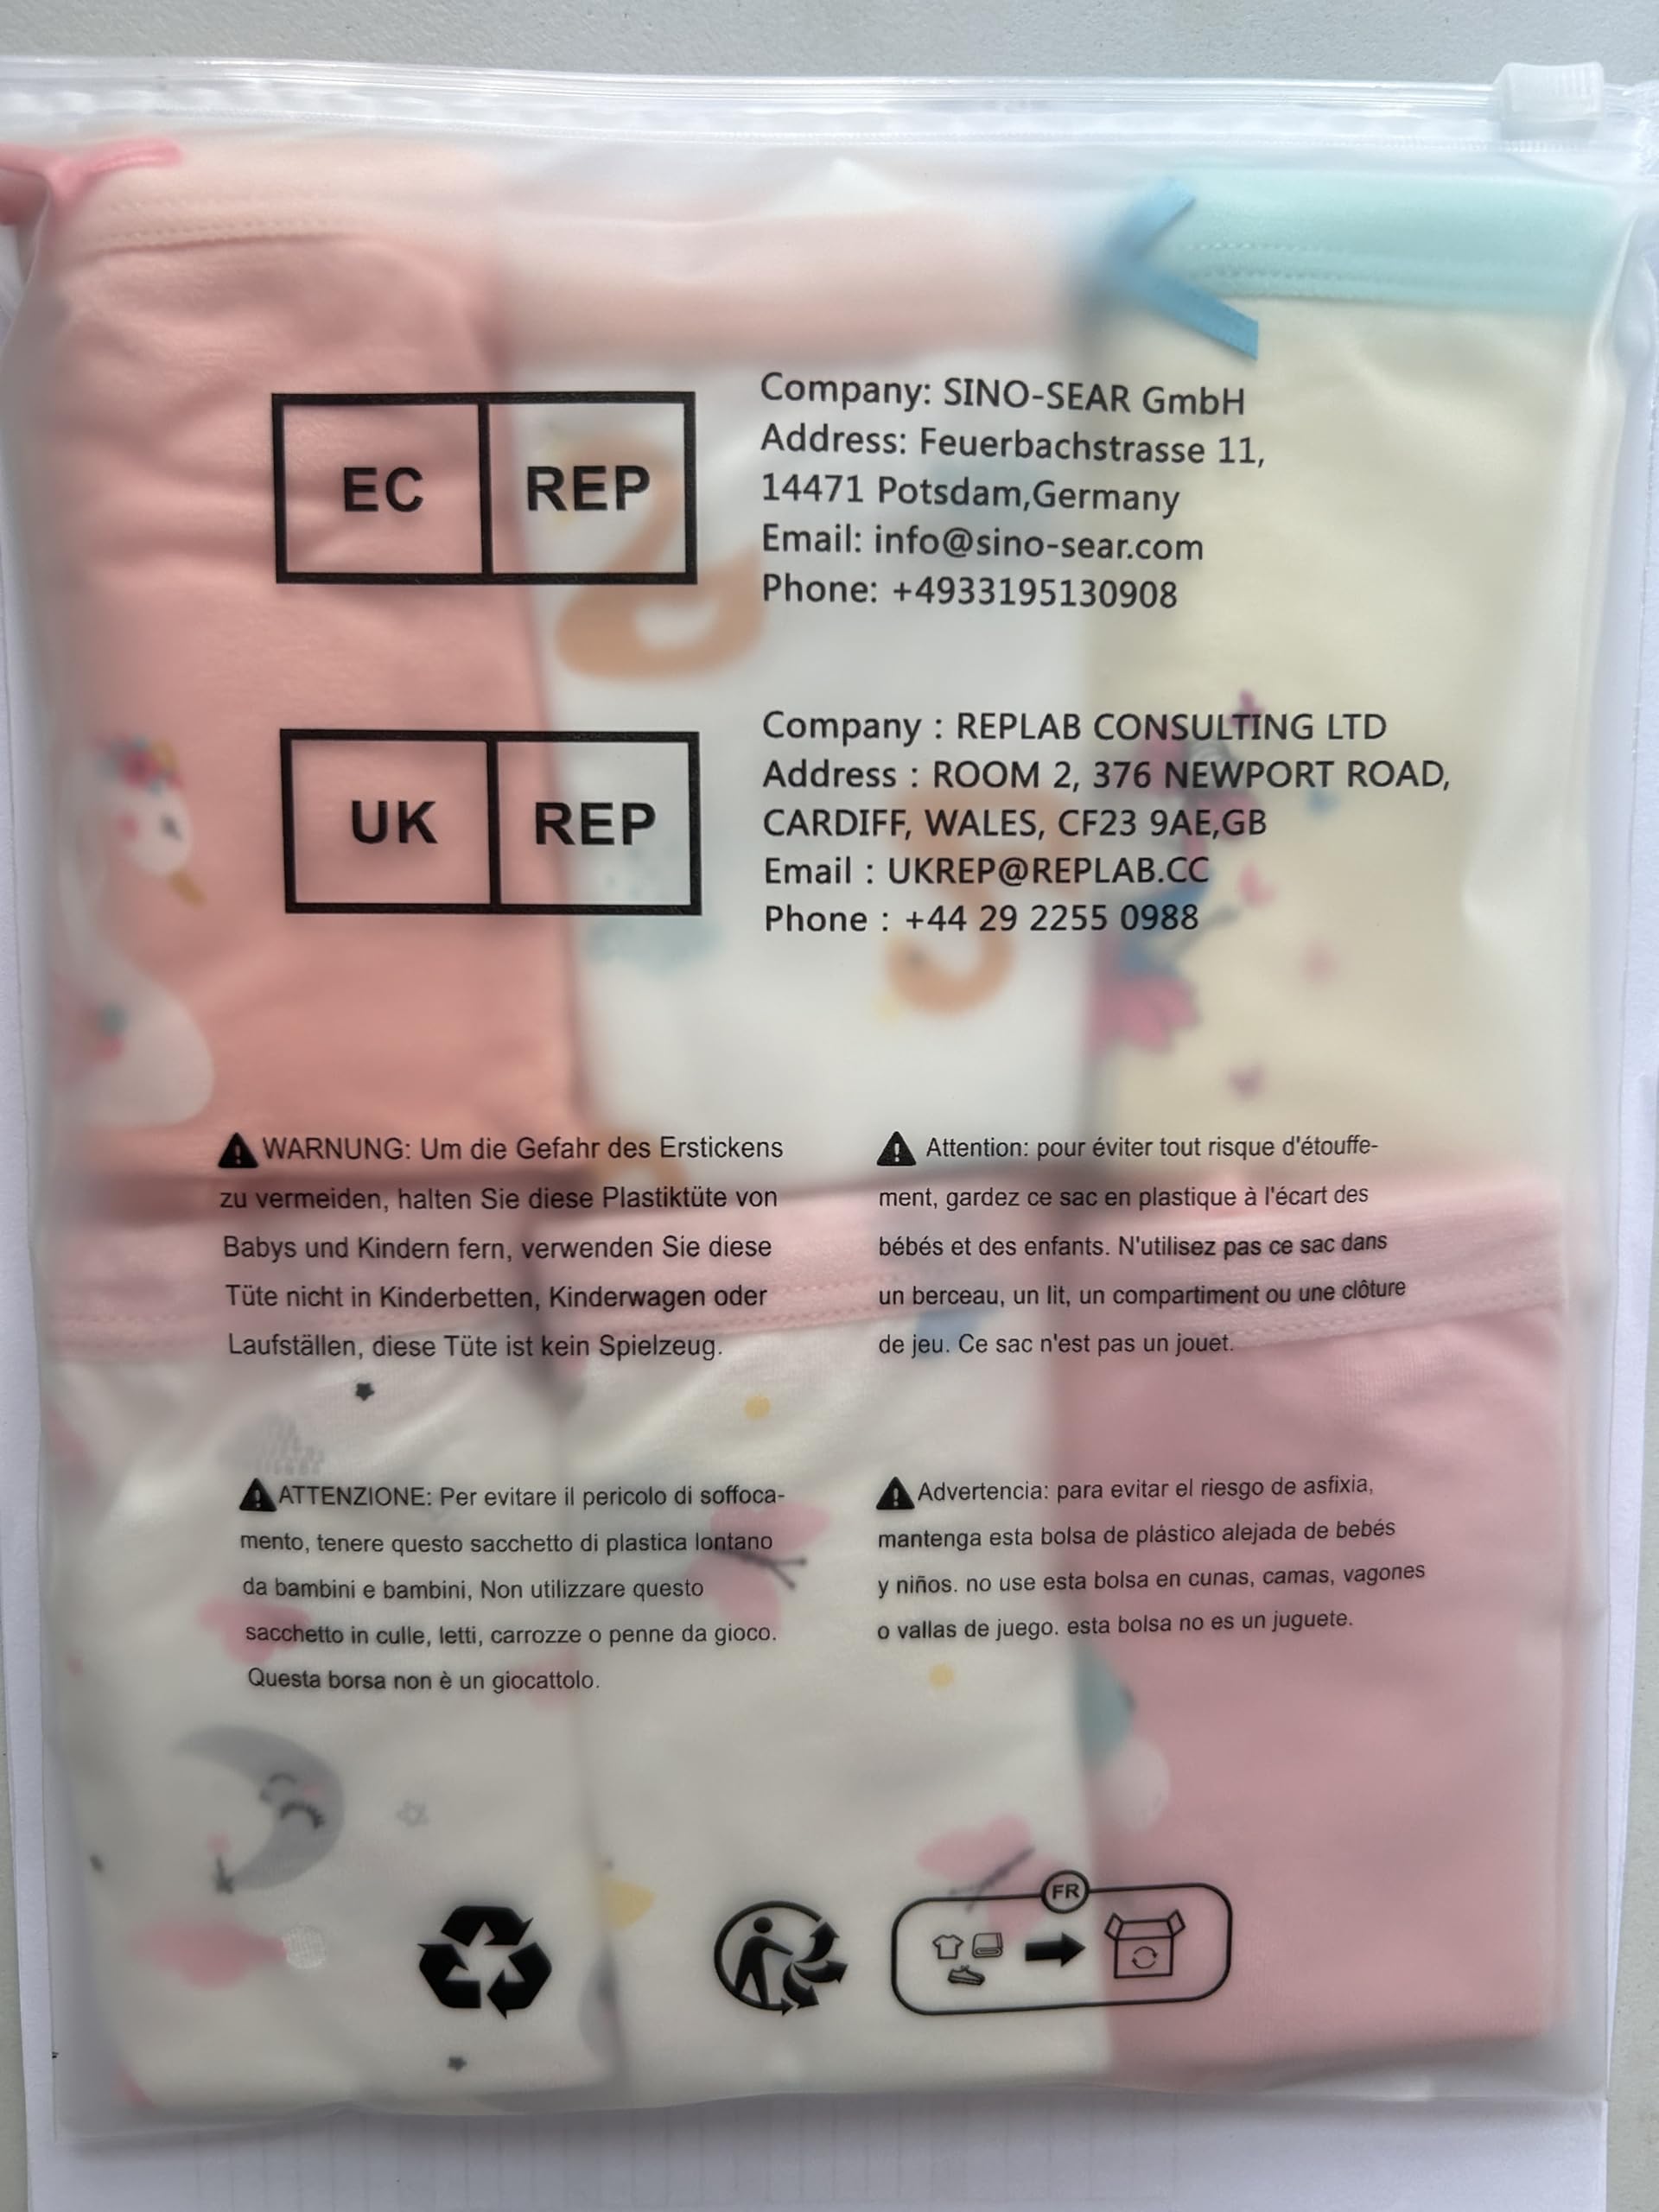 EC REP
Company: SINO-SEAR GmbH
Address: Feuerbachstrasse 11,
14471 Potsdam,Germany
Email: info@sino-sear.com
Phone: +4933195130908
UK REP
Company : REPLAB CONSULTING LTD
Address : ROOM 2, 376 NEWPORT ROAD,
CARDIFF, WALES, CF23 9AE,GB
Email : UKREP@REPLAB.CC
Phone : +44 29 2255 0988
WARNUNG: Um die Gefahr des Erstickens
zu vermeiden, halten Sie diese Plastiktüte von
Babys und Kindern fern, verwenden Sie diese
Tüte nicht in Kinderbetten, Kinderwagen oder
Laufställen, diese Tüte ist kein Spielzeug.
Attention: pour éviter tout risque d'étouffe-
ment, gardez ce sac en plastique à l'écart des
bébés et des enfants. N'utilisez pas ce sac dans
un berceau, un lit, un compartiment ou une clôture
de jeu. Ce sac n'est pas un jouet.
ATTENZIONE: Per evitare il pericolo di soffoca-
mento, tenere questo sacchetto di plastica lontano
da bambini e bambini, Non utilizzare questo
sacchetto in culle, letti, carrozze o penne da gioco.
Questa borsa non è un giocattolo.
Advertencia: para evitar el riesgo de asfixia,
mantenga esta bolsa de plástico alejada de bebés
y niños. no use esta bolsa en cunas, camas, vagones
o vallas de juego. esta bolsa no es un juguete.
FR